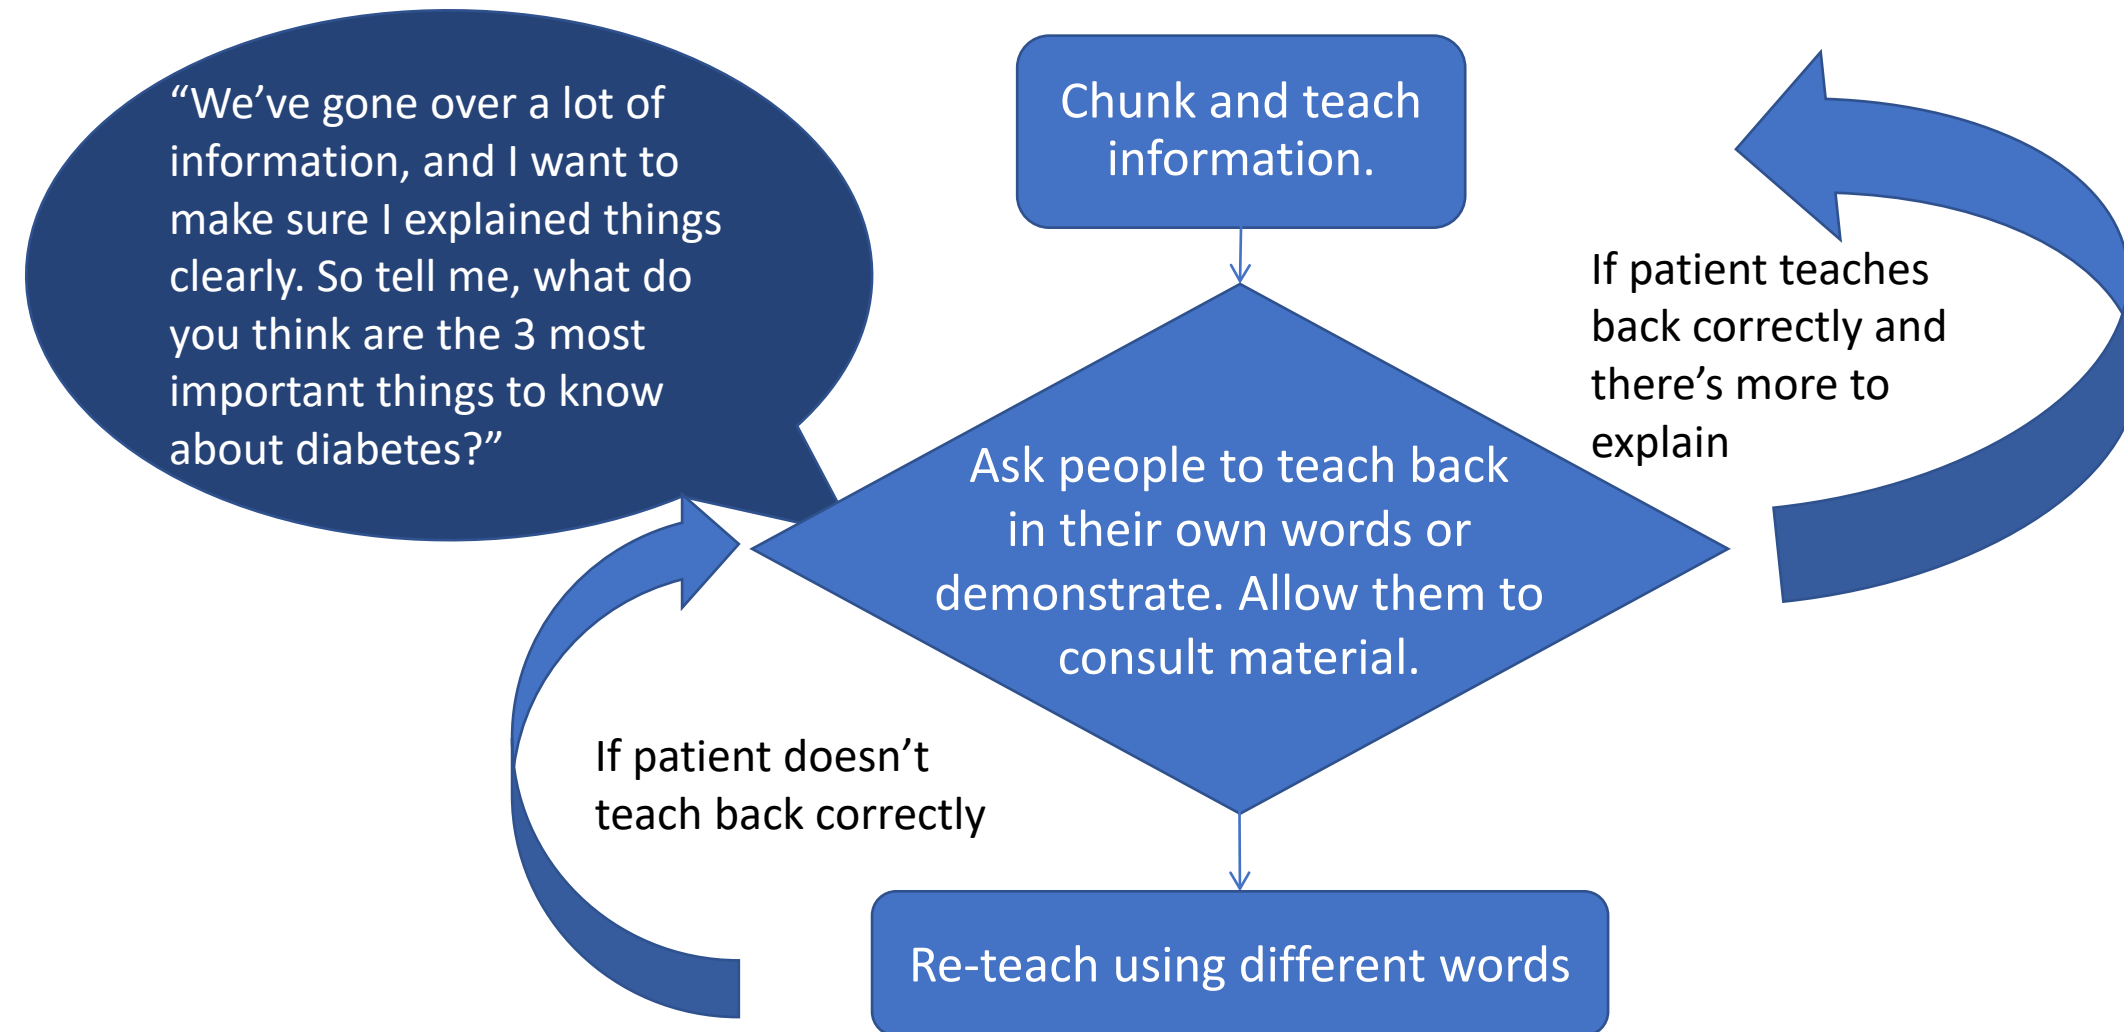 “We’ve gone over a lot of
information, and I want to
make sure I explained things
clearly. So tell me, what do
you think are the 3 most
important things to know
about diabetes?”
Chunk and teach
information.
If patient teaches
back correctly and
there’s more to
explain
Ask people to teach back
in their own words or
demonstrate. Allow them to
consult material.
If patient doesn’t
teach back correctly
Re-teach using different words